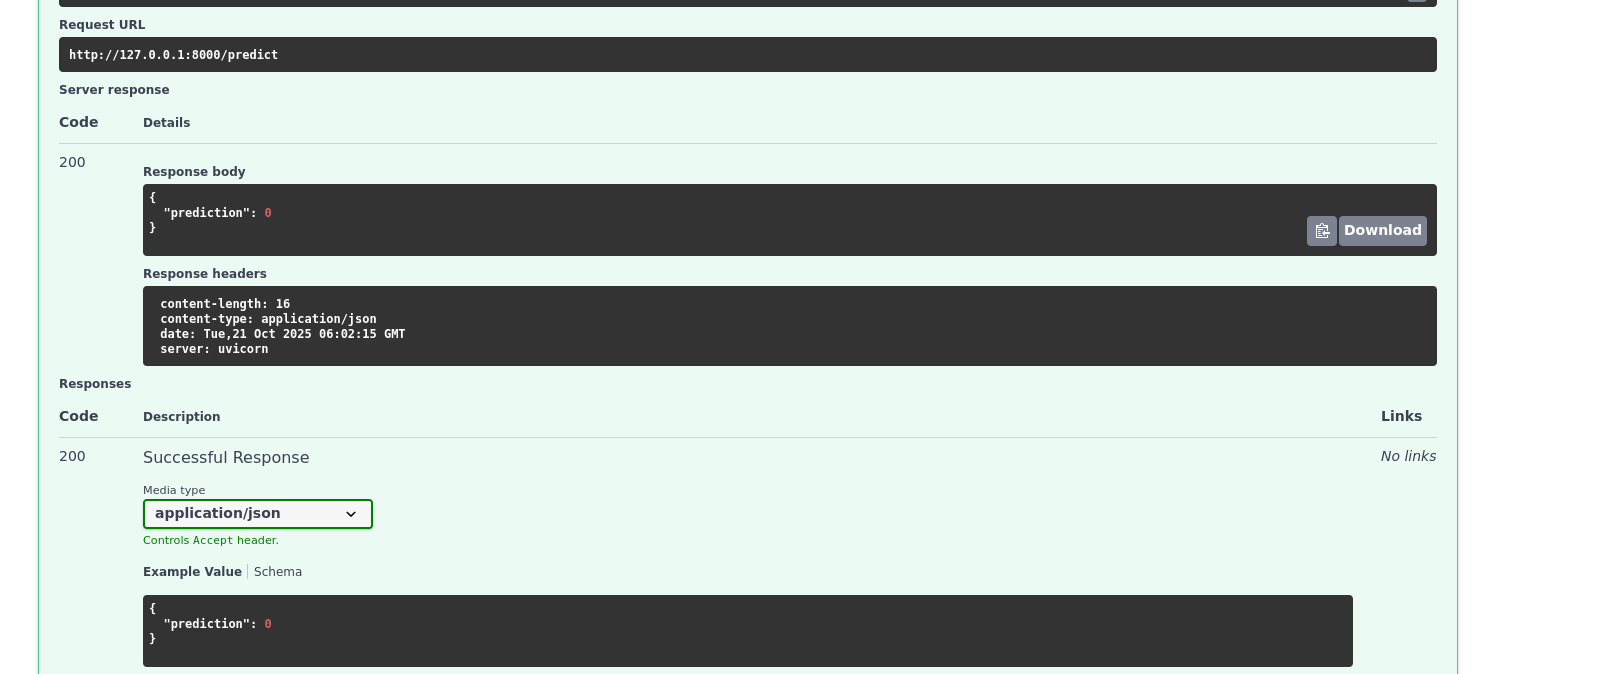 Request URL
http://127.0.0.1:8000/predict
Server response
Code Details
200
Response body
{
  "prediction": 0
}
Download
Response headers
content-length: 16
content-type: application/json
date: Tue,21 Oct 2025 06:02:15 GMT
server: uvicorn
Responses
Code Description Links
200 Successful Response No links
Media type
application/json
Controls Accept header.
Example Value Schema
{
  "prediction": 0
}